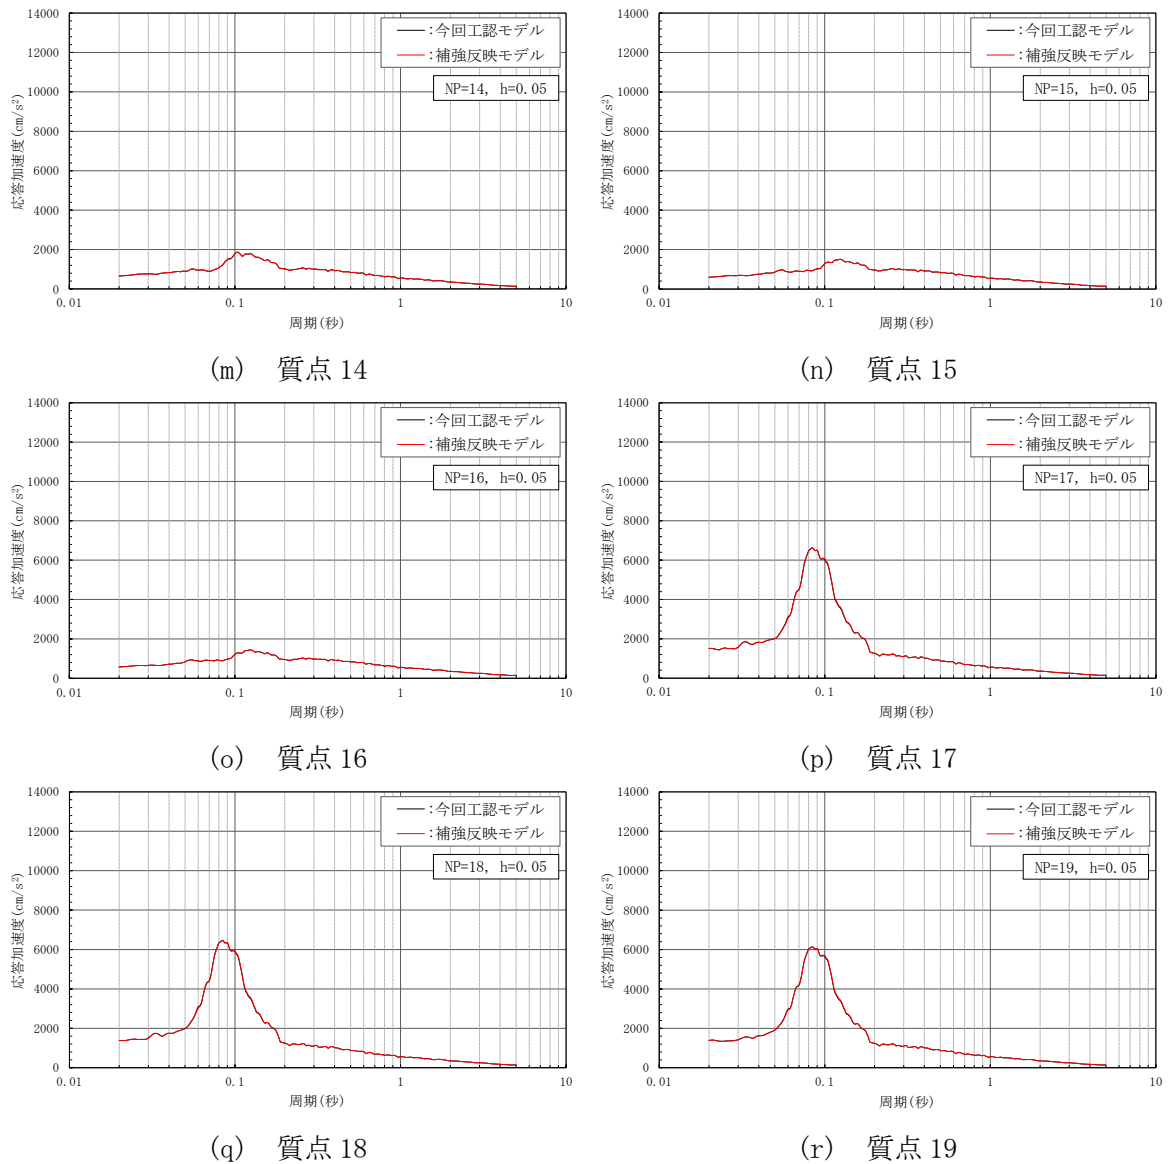 14000
12000
10000
8000
6000
4000
2000
0
応答加速度(cm/s²)
―:今回工認モデル
―:補強反映モデル
NP=14, h=0.05
0.01 0.1 1 10
周期(秒)
(m) 質点 14
14000
12000
10000
8000
6000
4000
2000
0
応答加速度(cm/s²)
―:今回工認モデル
―:補強反映モデル
NP=15, h=0.05
0.01 0.1 1 10
周期(秒)
(n) 質点 15
14000
12000
10000
8000
6000
4000
2000
0
応答加速度(cm/s²)
―:今回工認モデル
―:補強反映モデル
NP=16, h=0.05
0.01 0.1 1 10
周期(秒)
(o) 質点 16
14000
12000
10000
8000
6000
4000
2000
0
応答加速度(cm/s²)
―:今回工認モデル
―:補強反映モデル
NP=17, h=0.05
0.01 0.1 1 10
周期(秒)
(p) 質点 17
14000
12000
10000
8000
6000
4000
2000
0
応答加速度(cm/s²)
―:今回工認モデル
―:補強反映モデル
NP=18, h=0.05
0.01 0.1 1 10
周期(秒)
(q) 質点 18
14000
12000
10000
8000
6000
4000
2000
0
応答加速度(cm/s²)
―:今回工認モデル
―:補強反映モデル
NP=19, h=0.05
0.01 0.1 1 10
周期(秒)
(r) 質点 19